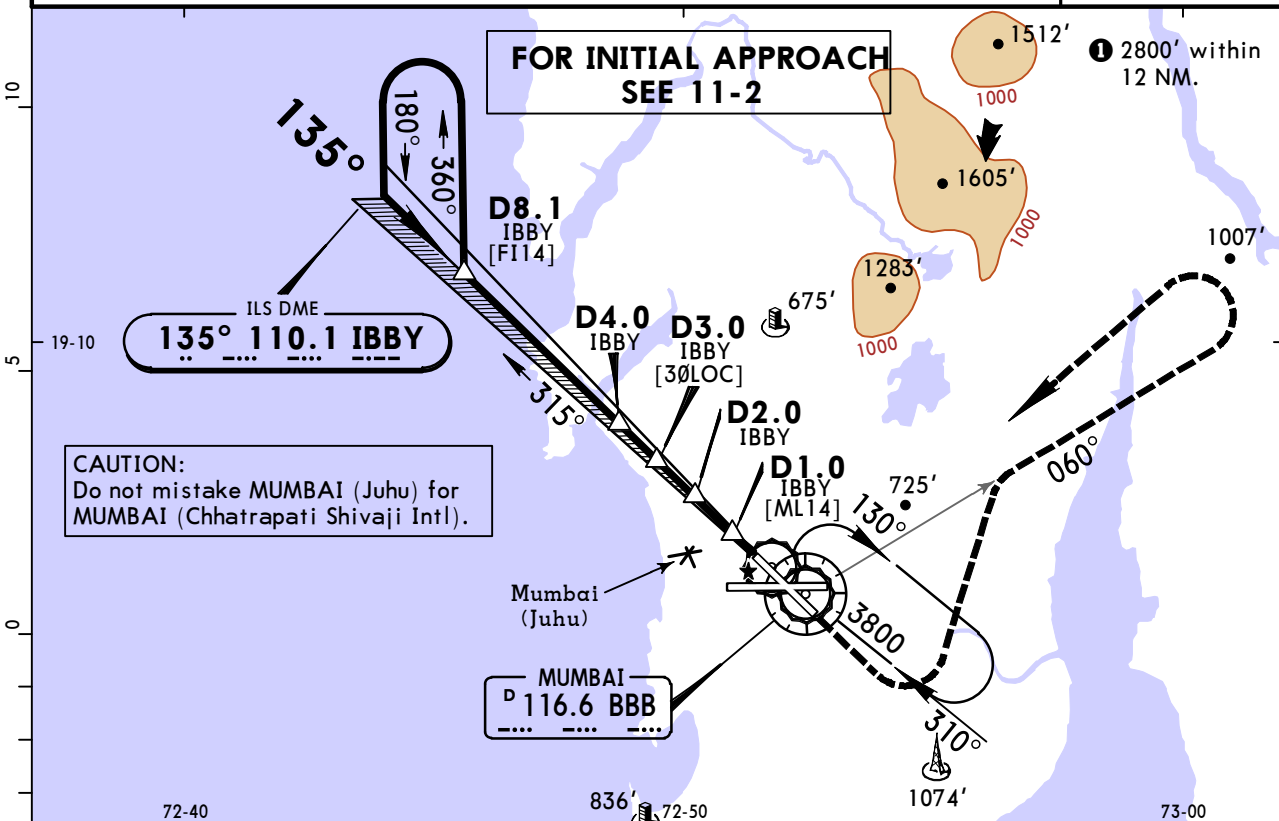 FOR INITIAL APPROACH
SEE 11-2
1512'
❶ 2800' within
12 NM.
1000
10
135°
180°
360°
1605'
1000
D8.1
IBBY
[FI14]
1007'
1283'
1000
675'
ILS DME
135° 110.1 IBBY
19-10
5
D4.0
IBBY
D3.0
IBBY
[3ØLOC]
315°
D2.0
IBBY
D1.0
IBBY
[ML14]
060°
CAUTION:
Do not mistake MUMBAI (Juhu) for
MUMBAI (Chhatrapati Shivaji Intl).
725'
130°
Mumbai
(Juhu)
3800
0
MUMBAI
D 116.6 BBB
310°
1074'
836'
72-40
72-50
73-00